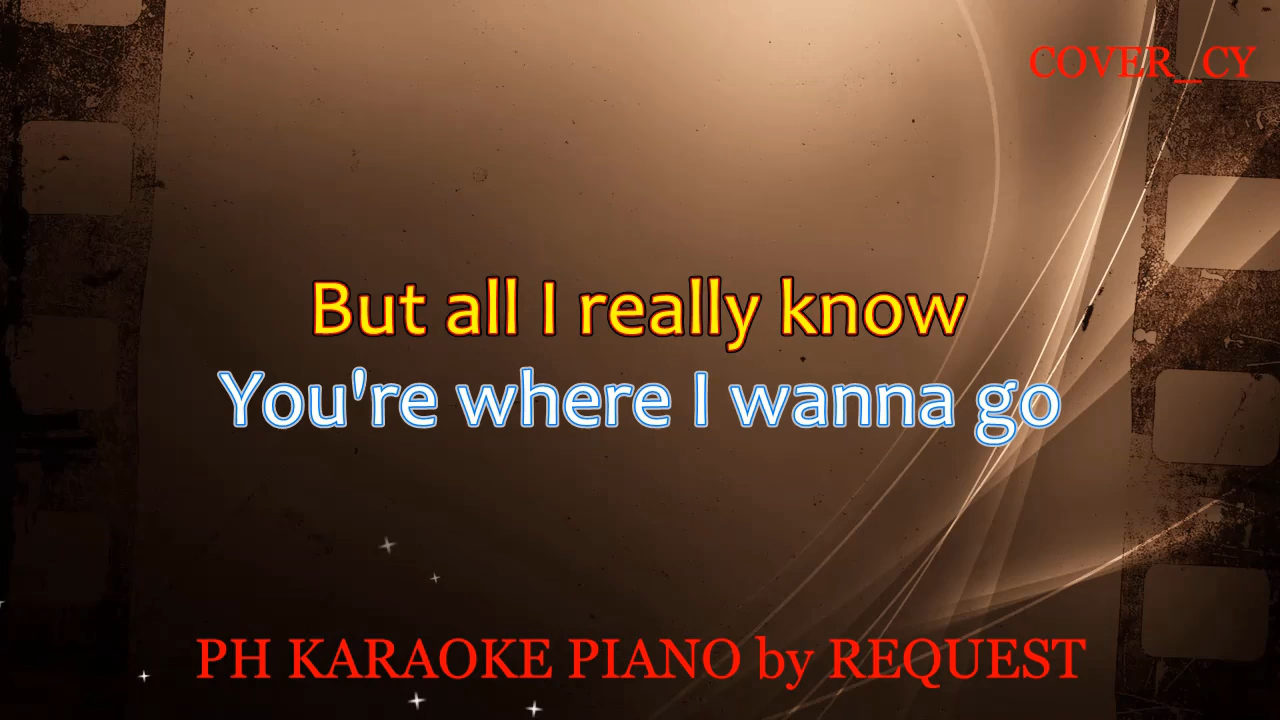 COVER_CY
But all I really know
You're where I wanna go
PH KARAOKE PIANO by REQUEST